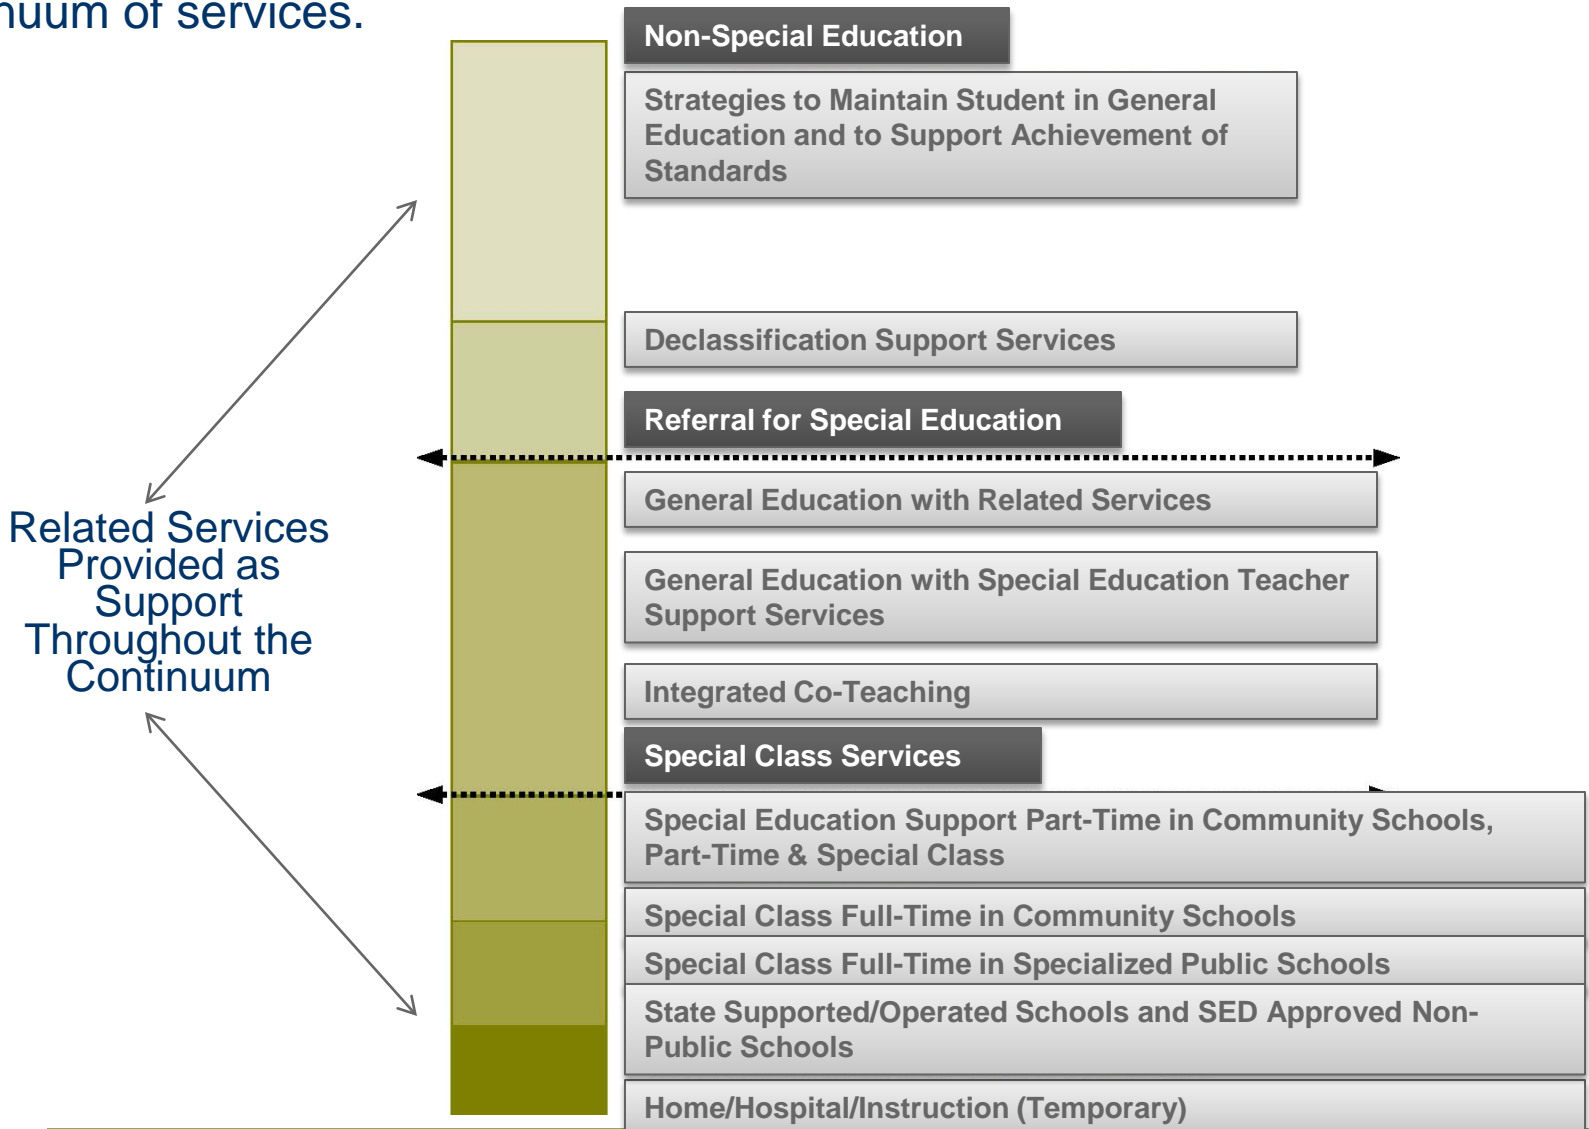 nuum of services.
Non-Special Education
Strategies to Maintain Student in General
Education and to Support Achievement of
Standards
Declassification Support Services
Referral for Special Education
General Education with Related Services
General Education with Special Education Teacher
Support Services
Integrated Co-Teaching
Related Services
Provided as
Support
Throughout the
Continuum
Special Class Services
Special Education Support Part-Time in Community Schools,
Part-Time & Special Class
Special Class Full-Time in Community Schools
Special Class Full-Time in Specialized Public Schools
State Supported/Operated Schools and SED Approved Non-
Public Schools
Home/Hospital/Instruction (Temporary)